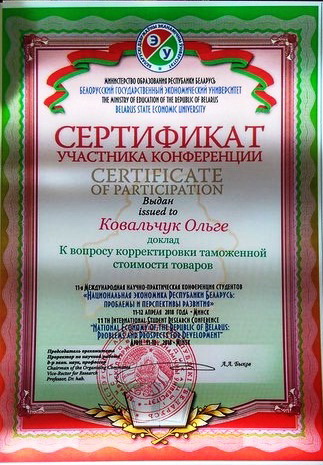 МИНИСТЕРСТВО ОБРАЗОВАНИЯ РЕСПУБЛИКИ БЕЛАРУСЬ
БЕЛОРУССКИЙ ГОСУДАРСТВЕННЫЙ ЭКОНОМИЧЕСКИЙ УНИВЕРСИТЕТ
THE MINISTRY OF EDUCATION OF THE REPUBLIC OF BELARUS
BELARUS STATE ECONOMIC UNIVERSITY
СЕРТИФИКАТ
УЧАСТНИКА КОНФЕРЕНЦИИ
CERTIFICATE
OF PARTICIPATION
Выдан
issued to
Ковальчук Ольге
доклад
К вопросу корректировки таможенной
стоимости товаров
11-я МЕЖДУНАРОДНАЯ НАУЧНО-ПРАКТИЧЕСКАЯ КОНФЕРЕНЦИЯ СТУДЕНТОВ
«НАЦИОНАЛЬНАЯ ЭКОНОМИКА РЕСПУБЛИКИ БЕЛАРУСЬ:
ПРОБЛЕМЫ И ПЕРСПЕКТИВЫ РАЗВИТИЯ»
11-12 АПРЕЛЯ 2018 ГОДА • МИНСК
11 TH INTERNATIONAL STUDENT RESEARCH CONFERENCE
"NATIONAL ECONOMY OF THE REPUBLIC OF BELARUS:
PROBLEMS AND PROSPECTS FOR DEVELOPMENT"
APRIL, 11-12, 2018 • MINSK
Председатель
Проректор по научной работе
Chairman of the Organizing
Vice-Rector for Research
Professor, Dr. hab.
А.А. Быков